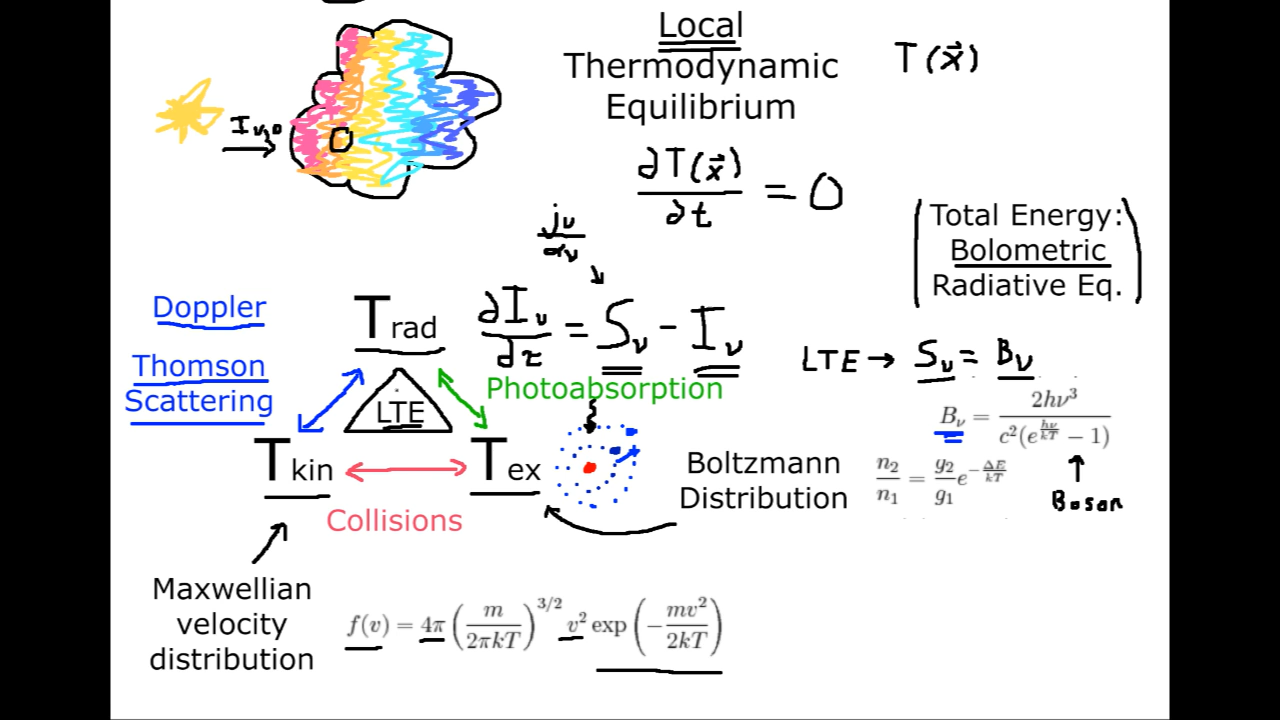 Local
Thermodynamic
Equilibrium
T(x⃗)
I_ν,0
∂T(x⃗)/∂t = 0
j_ν/α_ν
(Total Energy:
Bolometric
Radiative Eq.)
Doppler
Thomson
Scattering
T_rad
∂I_ν/∂τ = S_ν - I_ν
Photoabsorption
LTE → S_ν = B_ν
B_ν = 2hν³/c²(e^(hν/kT) − 1)
Boson
LTE
T_kin
T_ex
Collisions
Boltzmann
Distribution
n₂/n₁ = g₂/g₁ e^(−ΔE/kT)
Maxwellian
velocity
distribution
f(v) = 4π (m/2πkT)^(3/2) v² exp(−mv²/2kT)